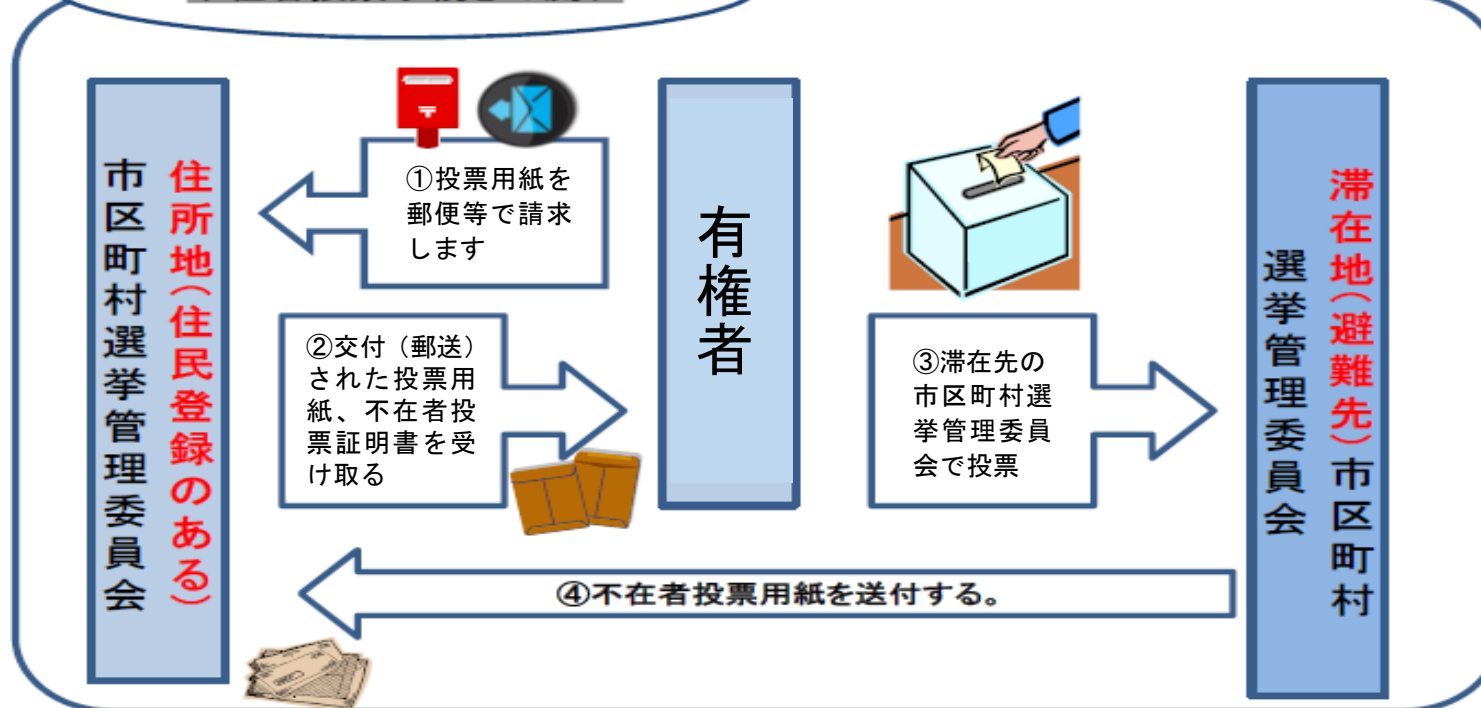 住所地（住民登録のある）
市区町村選挙管理委員会
①投票用紙を
郵便等で請求
します
②交付（郵送）
された投票用
紙、不在者投
票証明書を受
け取る
有権者
③滞在先の
市区町村選
挙管理委員
会で投票
滞在地（避難先）市区町村
選挙管理委員会
④不在者投票用紙を送付する。